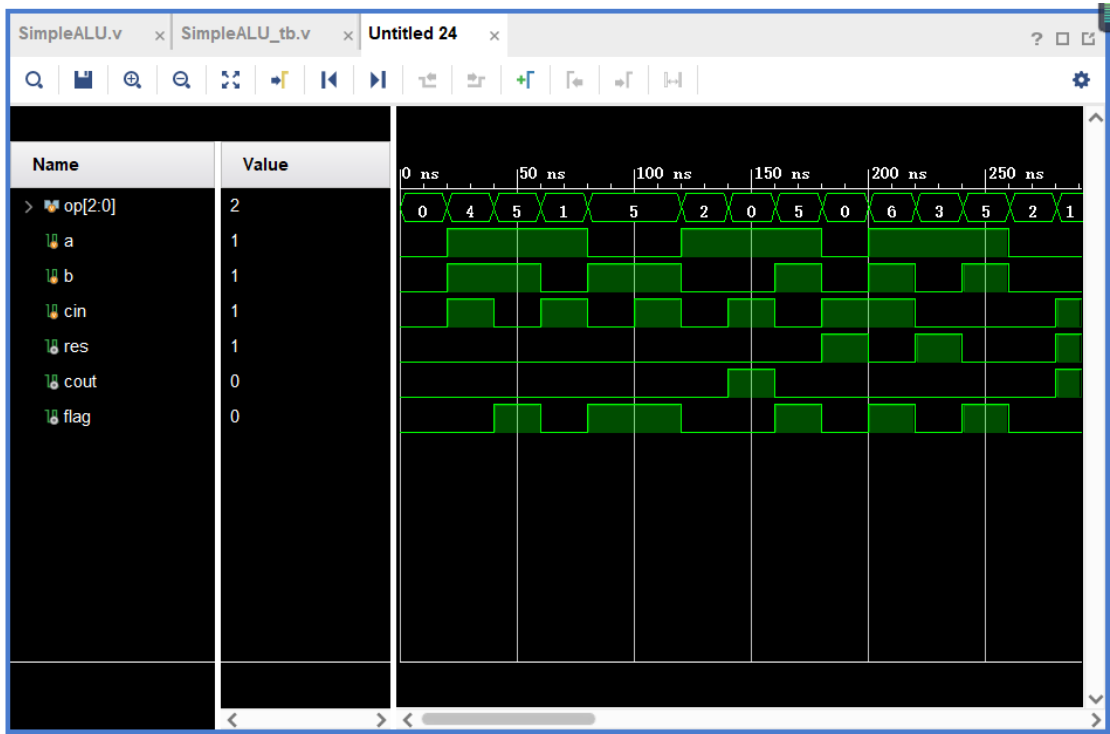 SimpleALU.v × SimpleALU_tb.v × Untitled 24 ×
Name Value
0 ns 50 ns 100 ns 150 ns 200 ns 250 ns
op[2:0] 2 0 4 5 1 5 2 0 5 0 6 3 5 2 1
a 1
b 1
cin 1
res 1
cout 0
flag 0